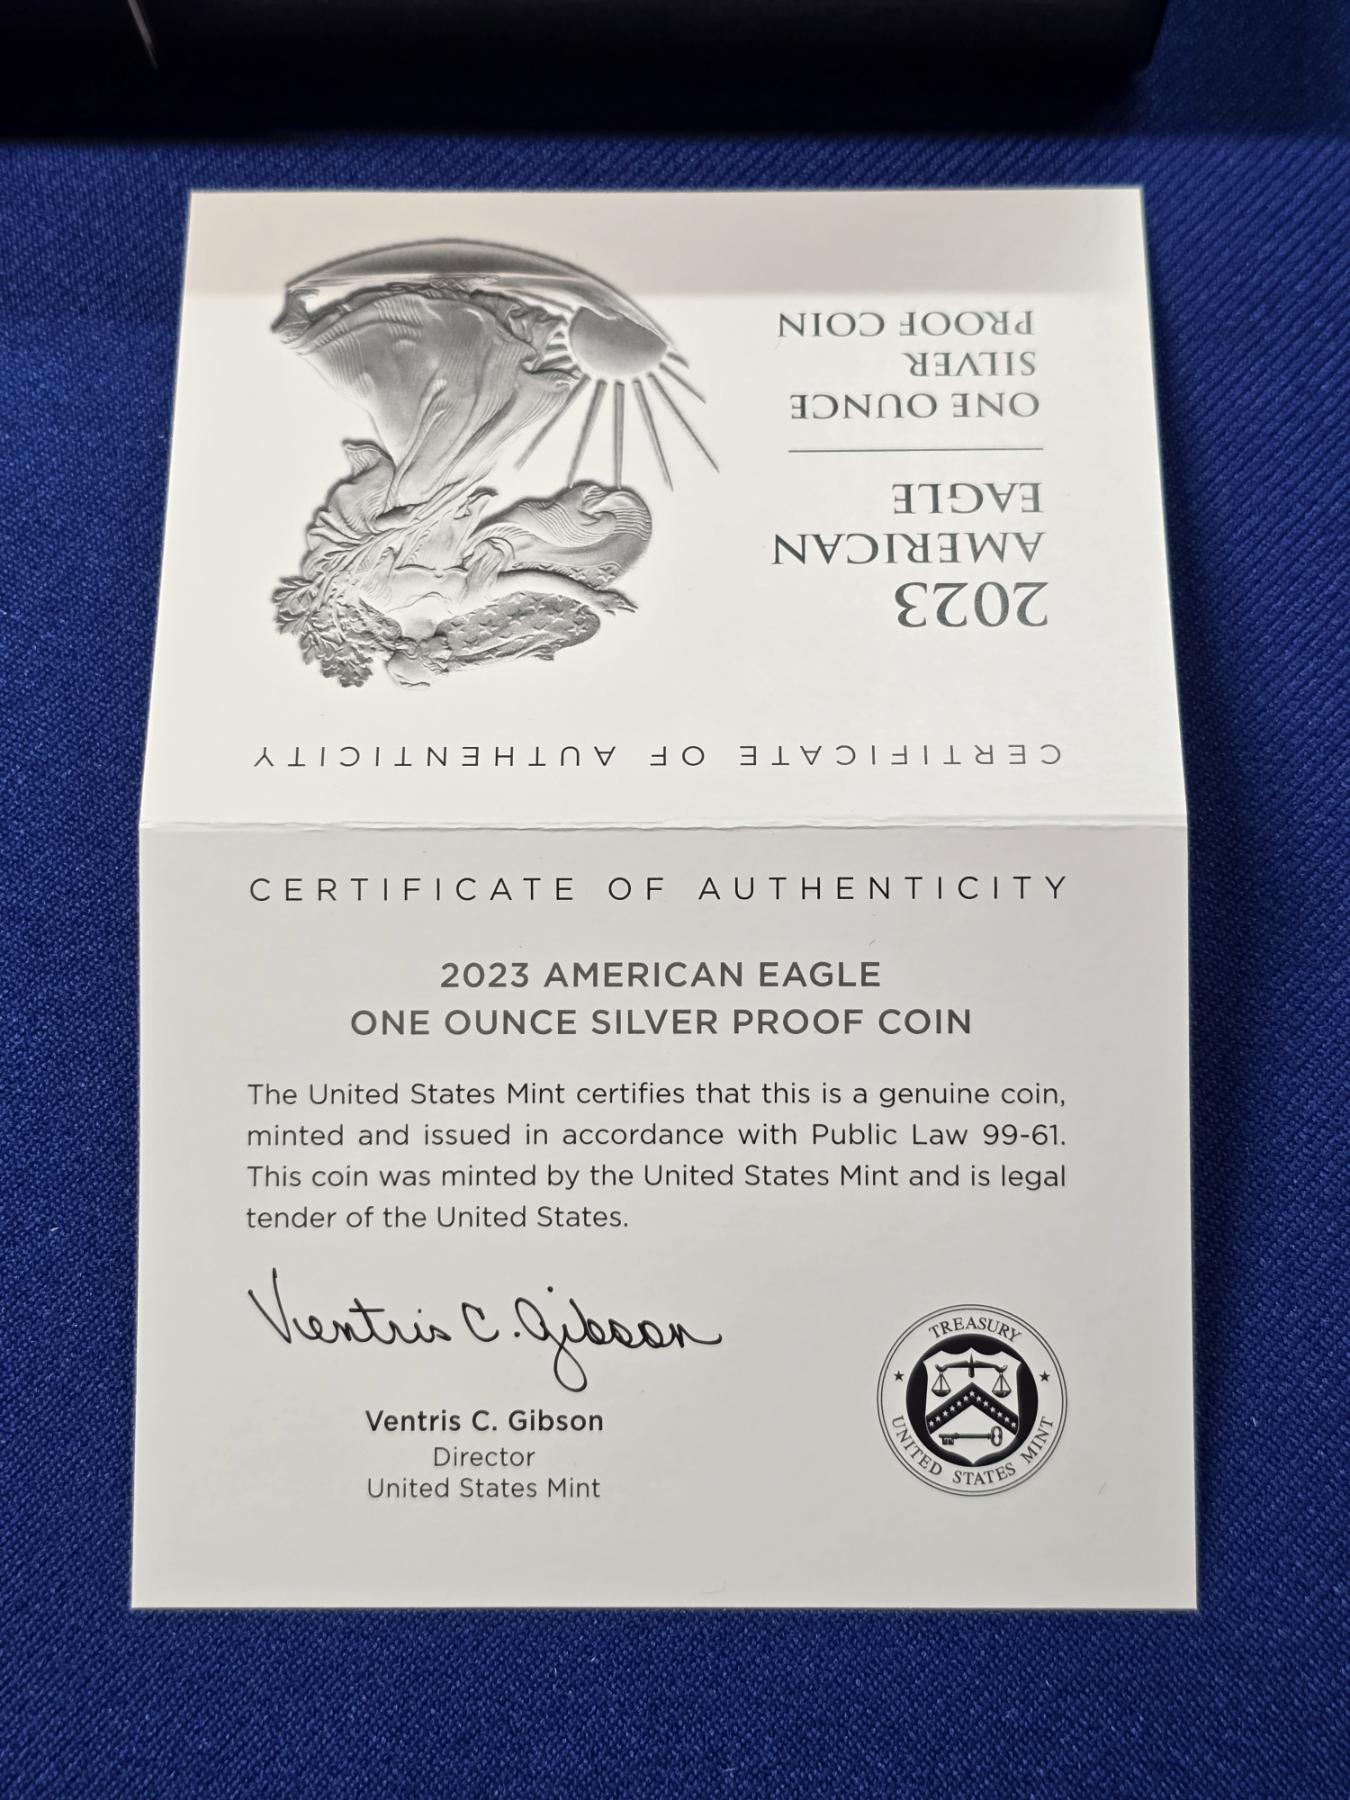 2023
AMERICAN
EAGLE
ONE OUNCE
SILVER
PROOF COIN
CERTIFICATE OF AUTHENTICITY
CERTIFICATE OF AUTHENTICITY
2023 AMERICAN EAGLE
ONE OUNCE SILVER PROOF COIN
The United States Mint certifies that this is a genuine coin,
minted and issued in accordance with Public Law 99-61.
This coin was minted by the United States Mint and is legal
tender of the United States.
Ventris C. Gibson
Ventris C. Gibson
Director
United States Mint
TREASURY
UNITED STATES MINT